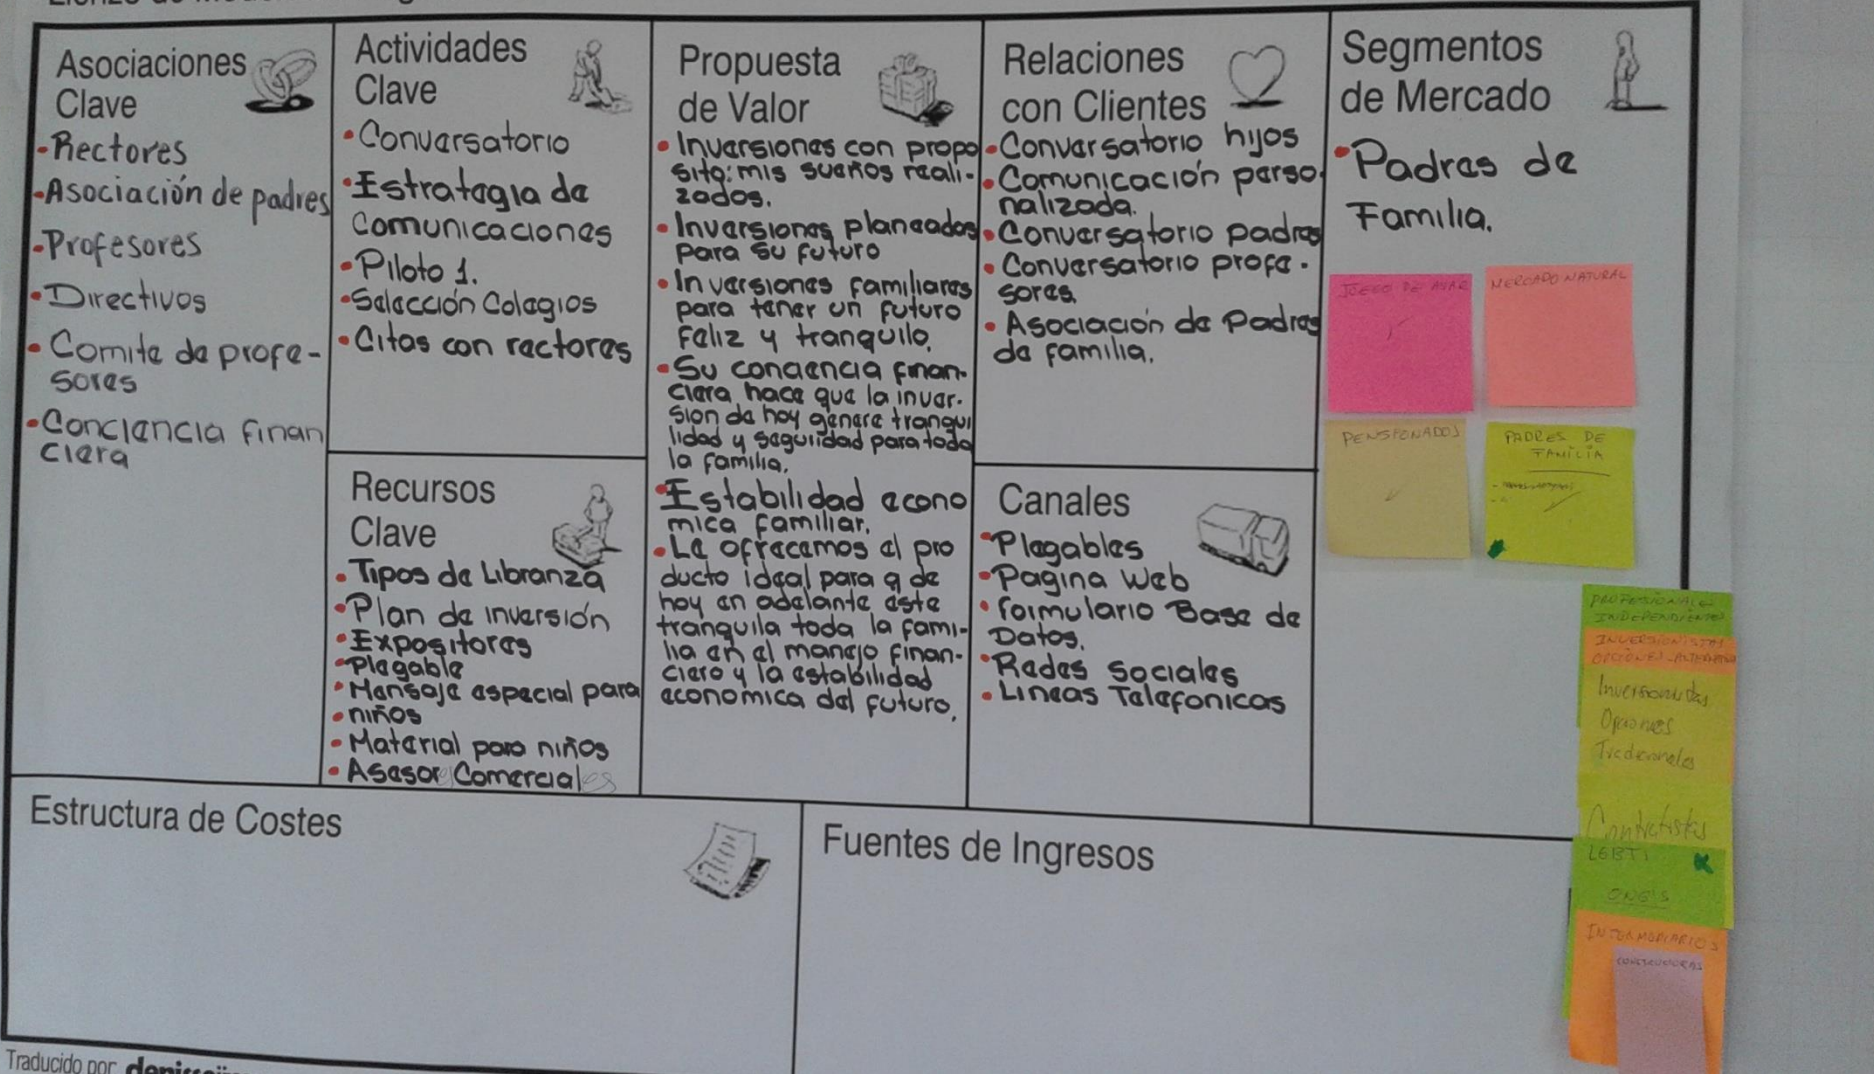 Asociaciones
Clave
-Rectores
-Asociación de padres
-Profesores
-Directivos
- Comite de profe-
sores
-Conciencia finan
ciera
Actividades
Clave
• Conversatorio
• Estrategia de
comunicaciones
• Piloto 1.
• Selección Colegios
• Citas con rectores
Recursos
Clave
• Tipos de Libranza
• Plan de inversión
• Expositores
• Plegable
• Mensaje especial para
• niños
• Material para niños
• Asesores Comerciales
Propuesta
de Valor
• Inversiones con propo
sito: mis sueños reali-
zados.
• Inversiones planeadas
para su futuro
• Inversiones familiares
para tener un futuro
feliz y tranquilo.
• Su conciencia finan-
ciera hace que la inver-
sion de hoy genere tranqui
lidad y seguridad para toda
la familia.
• Estabilidad econo
mica familiar.
• Le ofrecemos el pro
ducto ideal para q de
hoy en adelante este
tranquila toda la fami-
lia en el manejo finan-
ciero y la estabilidad
economica del futuro.
Relaciones
con Clientes
• Conversatorio hijos
• Comunicación perso
nalizada.
• Conversatorio padres
• Conversatorio profe-
sores.
• Asociación de Padres
de familia.
Canales
• Plegables
• Pagina Web
• Formulario Base de
Datos.
• Redes Sociales
• Lineas Telefonicas
Segmentos
de Mercado
• Padres de
Familia.
JUEGO DE AZAR
MERCADO NATURAL
PENSIONADOS
PADRES DE
FAMILIA
PROFESIONALES
INDEPENDIENTES
INVERSIONISTAS
OPCIONES
Inversionistas
Opciones
Tradicionales
Contratistas
LGBTI
ONG'S
INTERMEDIARIOS
CONSTRUCTORAS
Estructura de Costes
Fuentes de Ingresos
Traducido por